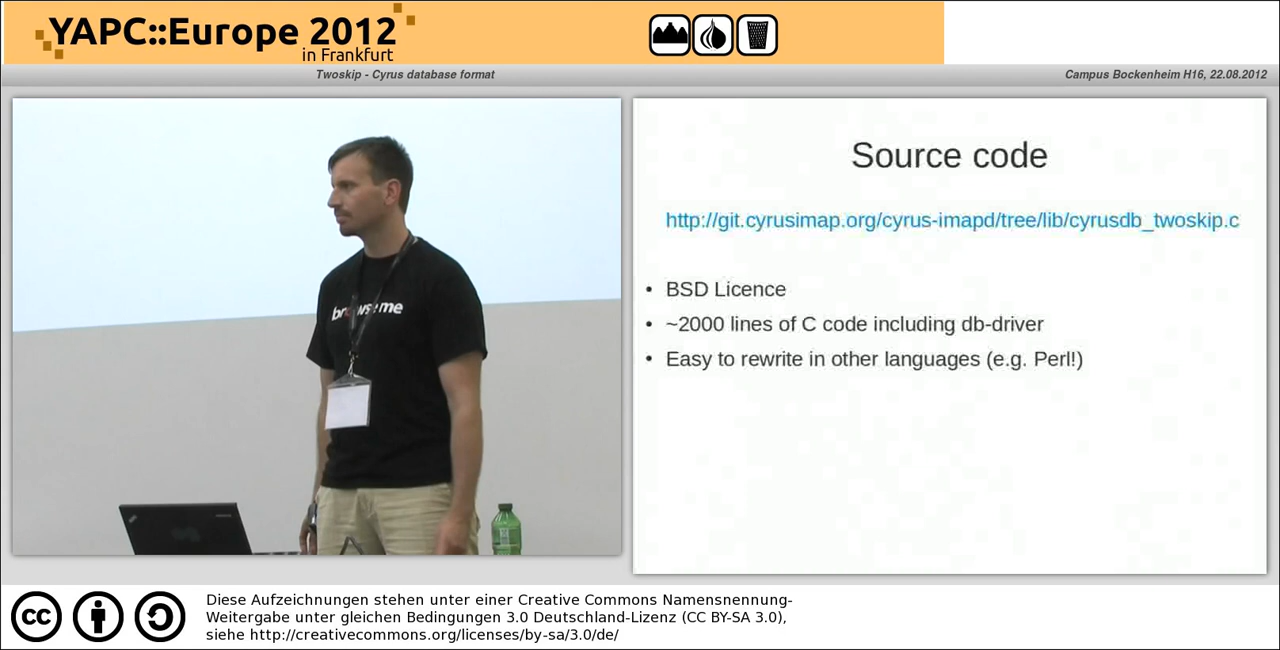 YAPC::Europe 2012
in Frankfurt
Twoskip - Cyrus database format
Campus Bockenheim H16, 22.08.2012
Source code
http://git.cyrusimap.org/cyrus-imapd/tree/lib/cyrusdb_twoskip.c
• BSD Licence
• ~2000 lines of C code including db-driver
• Easy to rewrite in other languages (e.g. Perl!)
cc
Diese Aufzeichnungen stehen unter einer Creative Commons Namensnennung-
Weitergabe unter gleichen Bedingungen 3.0 Deutschland-Lizenz (CC BY-SA 3.0),
siehe http://creativecommons.org/licenses/by-sa/3.0/de/